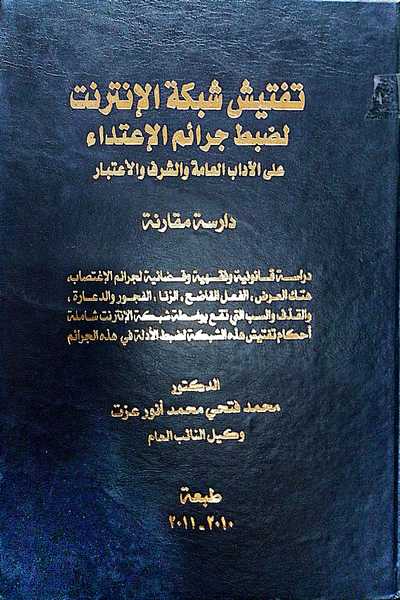 تفتيش شبكة الإنترنت
لضبط جرائم الإعتداء
على الآداب العامة والشرف والاعتبار
دارسة مقارنة
دراسة قانونية وفقهية وقضائية لجرائم الإغتصاب،
هتك العرض، الفعل الفاضح، الزنا، الفجور والدعارة،
والقذف والسب التى تقع بواسطة شبكة الإنترنت شاملة
أحكام تفتيش هذه الشبكة لضبط الأدلة في هذه الجرائم
الدكتور
محمد فتحي محمد أنور عزت
وكيل النائب العام
طبعة
٢٠١٠-٢٠١١